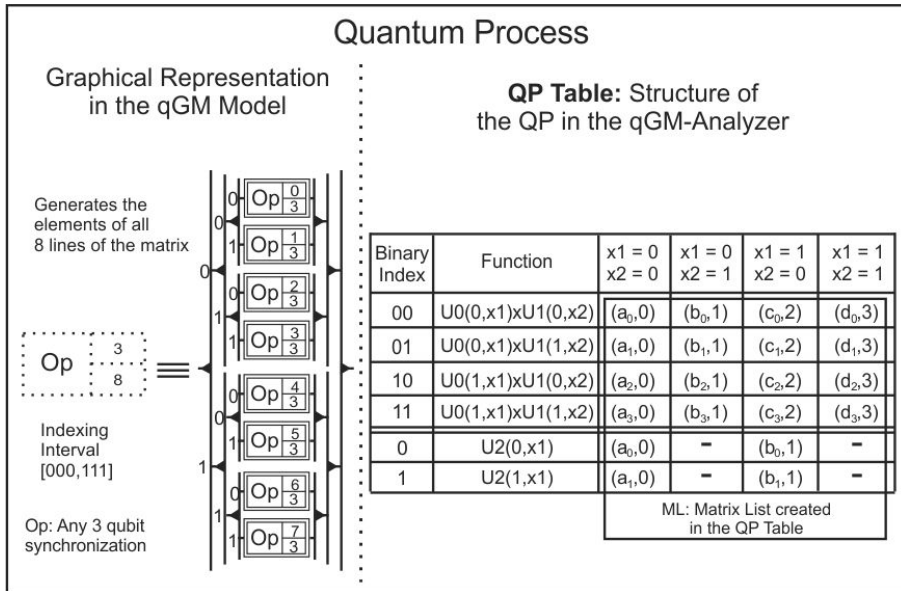 Quantum Process
Graphical Representation
in the qGM Model
QP Table: Structure of
the QP in the qGM-Analyzer
Generates the
elements of all
8 lines of the matrix
Op 3
8
Indexing
Interval
[000,111]
Op: Any 3 qubit
synchronization
0 Op 0
3
0
1 Op 1
3
0
0 Op 2
3
1
1 Op 3
3
0 Op 4
3
0
1 Op 5
3
1
0 Op 6
3
1
1 Op 7
3
Binary Index Function x1 = 0 x2 = 0 x1 = 0 x2 = 1 x1 = 1 x2 = 0 x1 = 1 x2 = 1
00 U0(0,x1)xU1(0,x2) (a₀,0) (b₀,1) (c₀,2) (d₀,3)
01 U0(0,x1)xU1(1,x2) (a₁,0) (b₁,1) (c₁,2) (d₁,3)
10 U0(1,x1)xU1(0,x2) (a₂,0) (b₂,1) (c₂,2) (d₂,3)
11 U0(1,x1)xU1(1,x2) (a₃,0) (b₃,1) (c₃,2) (d₃,3)
0 U2(0,x1) (a₀,0) - (b₀,1) -
1 U2(1,x1) (a₁,0) - (b₁,1) -
ML: Matrix List created
in the QP Table